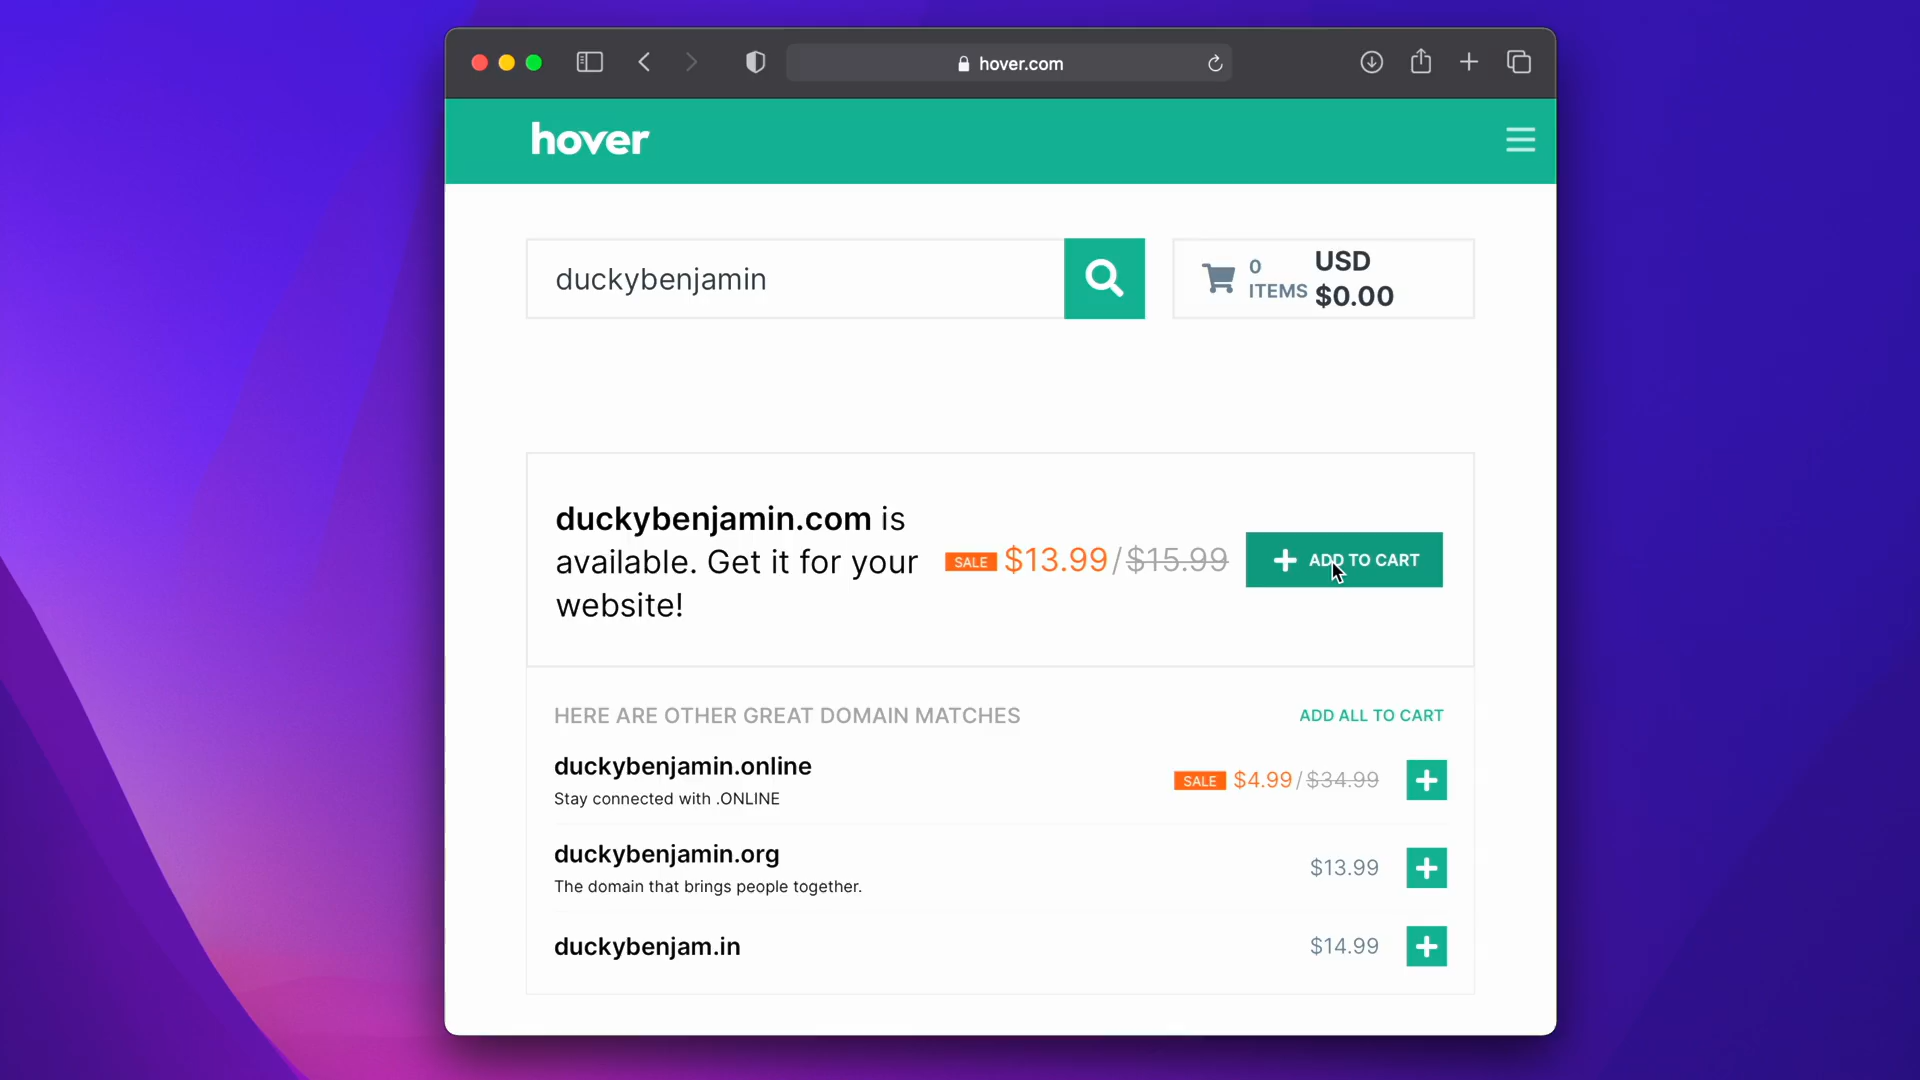 hover.com
hover
duckybenjamin
0
ITEMS
USD
$0.00
duckybenjamin.com is
available. Get it for your
website!
SALE $13.99/$15.99
ADD TO CART
HERE ARE OTHER GREAT DOMAIN MATCHES
ADD ALL TO CART
duckybenjamin.online
Stay connected with .ONLINE
SALE $4.99/$34.99
duckybenjamin.org
The domain that brings people together.
$13.99
duckybenjam.in
$14.99